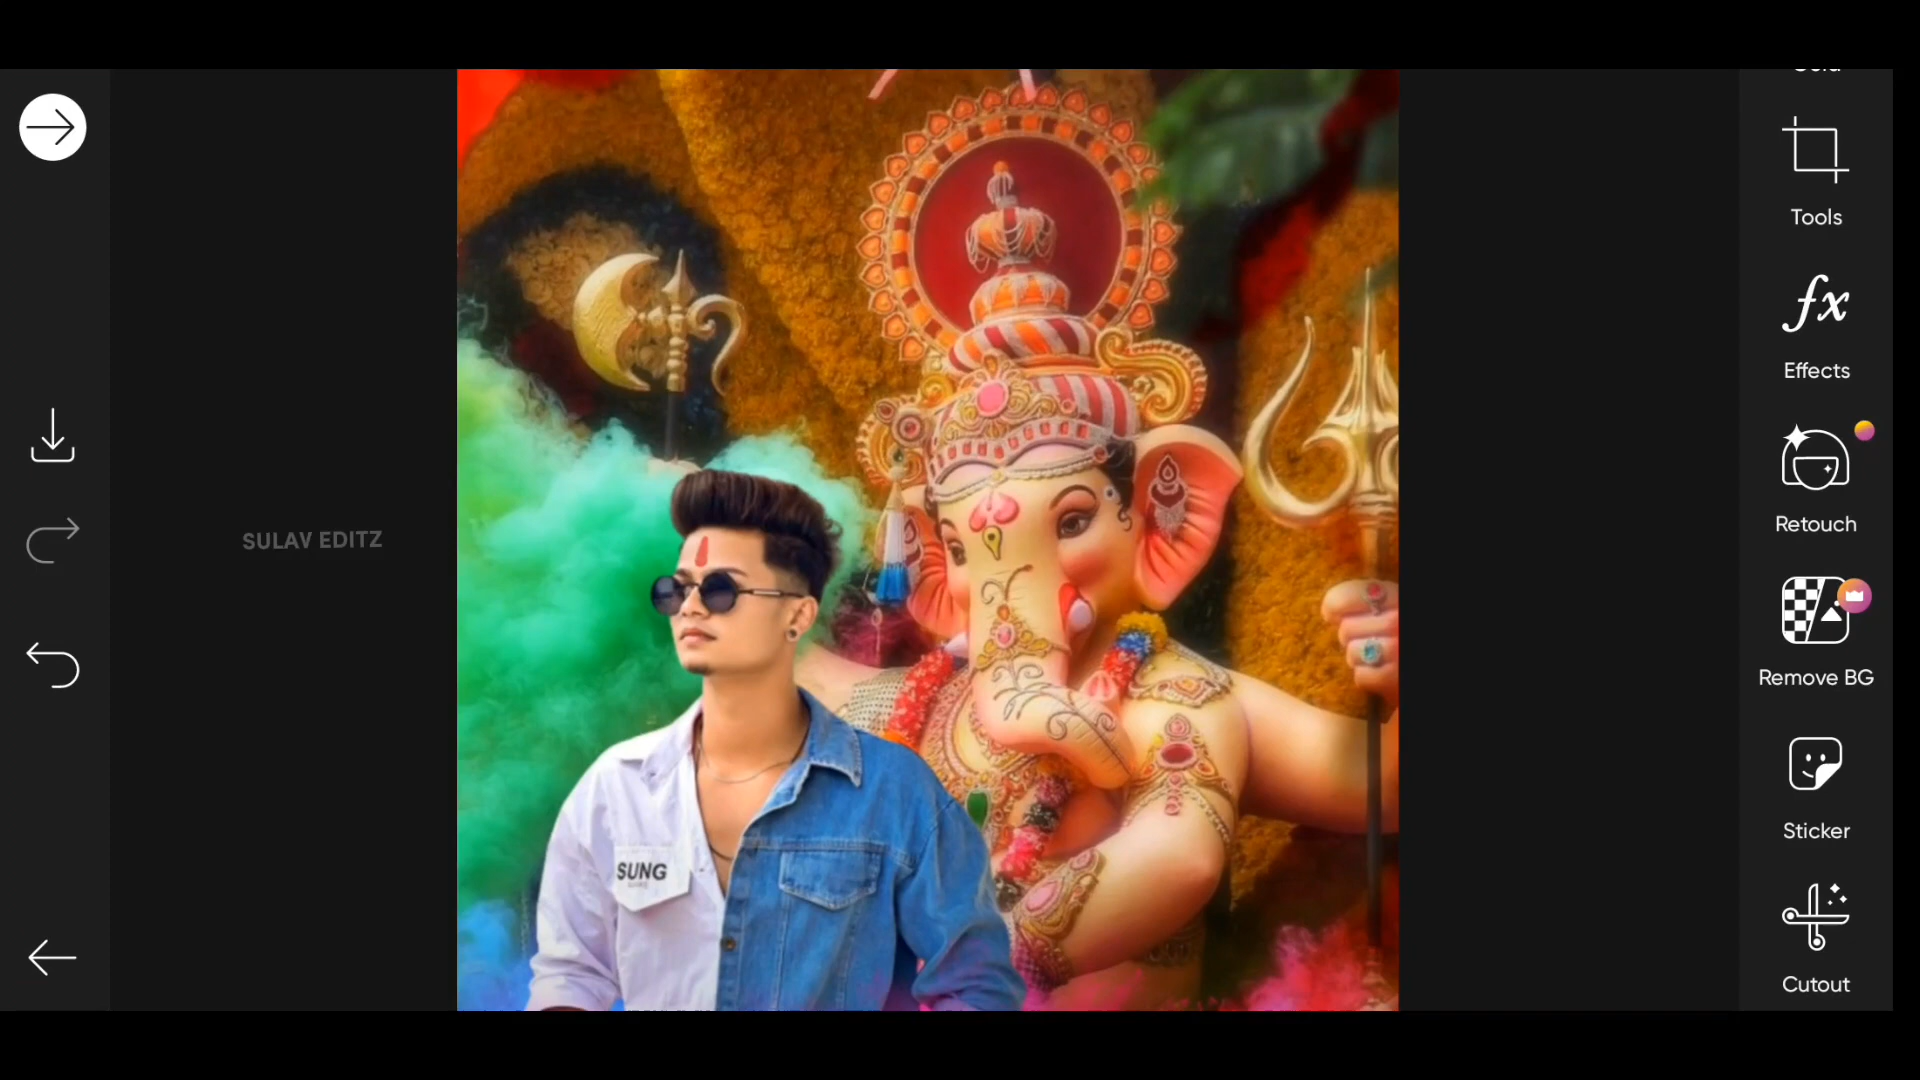 Tools
Effects
Retouch
SULAV EDITZ
Remove BG
Sticker
SUNG
Cutout